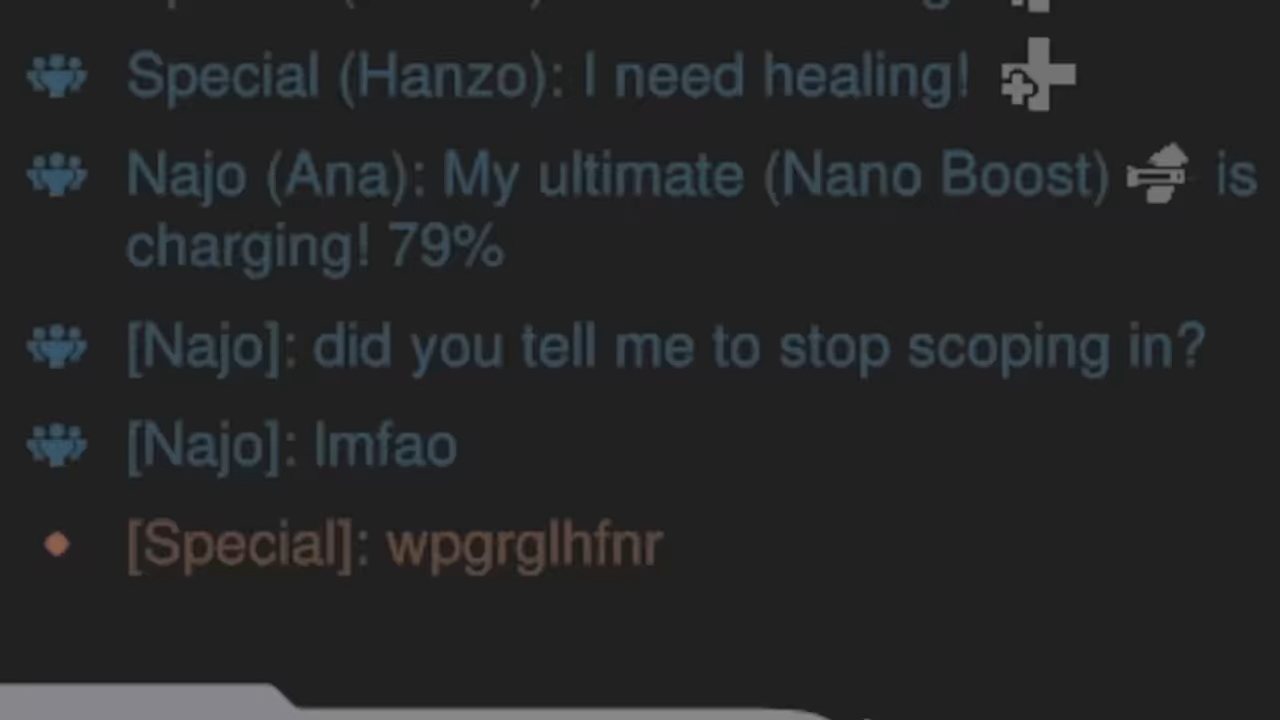 Special (Hanzo): I need healing!
Najo (Ana): My ultimate (Nano Boost) is
charging! 79%
[Najo]: did you tell me to stop scoping in?
[Najo]: lmfao
[Special]: wpgrglhfnr